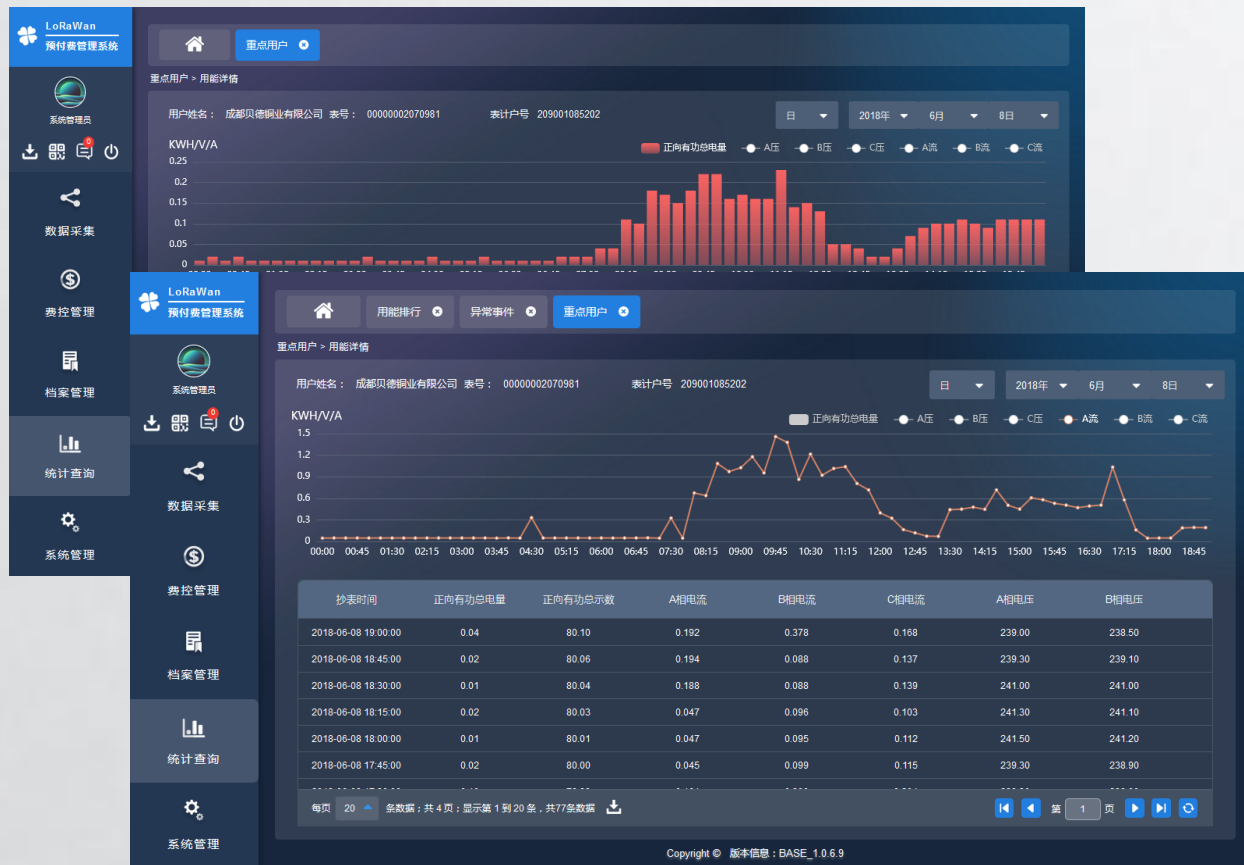 LoRaWan
预付费管理系统
重点用户
系统管理员
0
数据采集
费控管理
档案管理
统计查询
系统管理
重点用户 > 用能详情
用户姓名： 成都贝德铜业有限公司 表号： 00000002070981 表计户号 209001085202 日 2018年 6月 8日
KWH/V/A 正向有功总电量 A压 B压 C压 A流 B流 C流
0.25
0.2
0.15
0.1
0.05
0
LoRaWan
预付费管理系统
用能排行 异常事件 重点用户
系统管理员
0
数据采集
费控管理
档案管理
统计查询
系统管理
重点用户 > 用能详情
用户姓名： 成都贝德铜业有限公司 表号： 00000002070981 表计户号 209001085202 日 2018年 6月 8日
KWH/V/A 正向有功总电量 A压 B压 C压 A流 B流 C流
1.5
1.2
0.9
0.6
0.3
0
00:00 00:45 01:30 02:15 03:00 03:45 04:30 05:15 06:00 06:45 07:30 08:15 09:00 09:45 10:30 11:15 12:00 12:45 13:30 14:15 15:00 15:45 16:30 17:15 18:00 18:45
抄表时间 正向有功总电量 正向有功总示数 A相电流 B相电流 C相电流 A相电压 B相电压
2018-06-08 19:00:00 0.04 80.10 0.192 0.378 0.168 239.00 238.50
2018-06-08 18:45:00 0.02 80.06 0.194 0.088 0.137 239.30 239.10
2018-06-08 18:30:00 0.01 80.04 0.188 0.088 0.139 241.00 241.00
2018-06-08 18:15:00 0.02 80.03 0.047 0.096 0.103 241.30 241.10
2018-06-08 18:00:00 0.01 80.01 0.047 0.095 0.112 241.50 241.20
2018-06-08 17:45:00 0.02 80.00 0.045 0.099 0.115 239.30 238.90
每页 20 条数据；共 4 页；显示第 1 到 20 条，共77条数据 第 1 页
Copyright © 版本信息：BASE_1.0.6.9